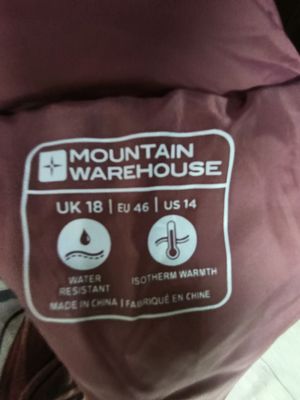 MOUNTAIN
WAREHOUSE
UK 18 | EU 46 | US 14
WATER
RESISTANT
ISOTHERM WARMTH
MADE IN CHINA | FABRIQUÉ EN CHINE